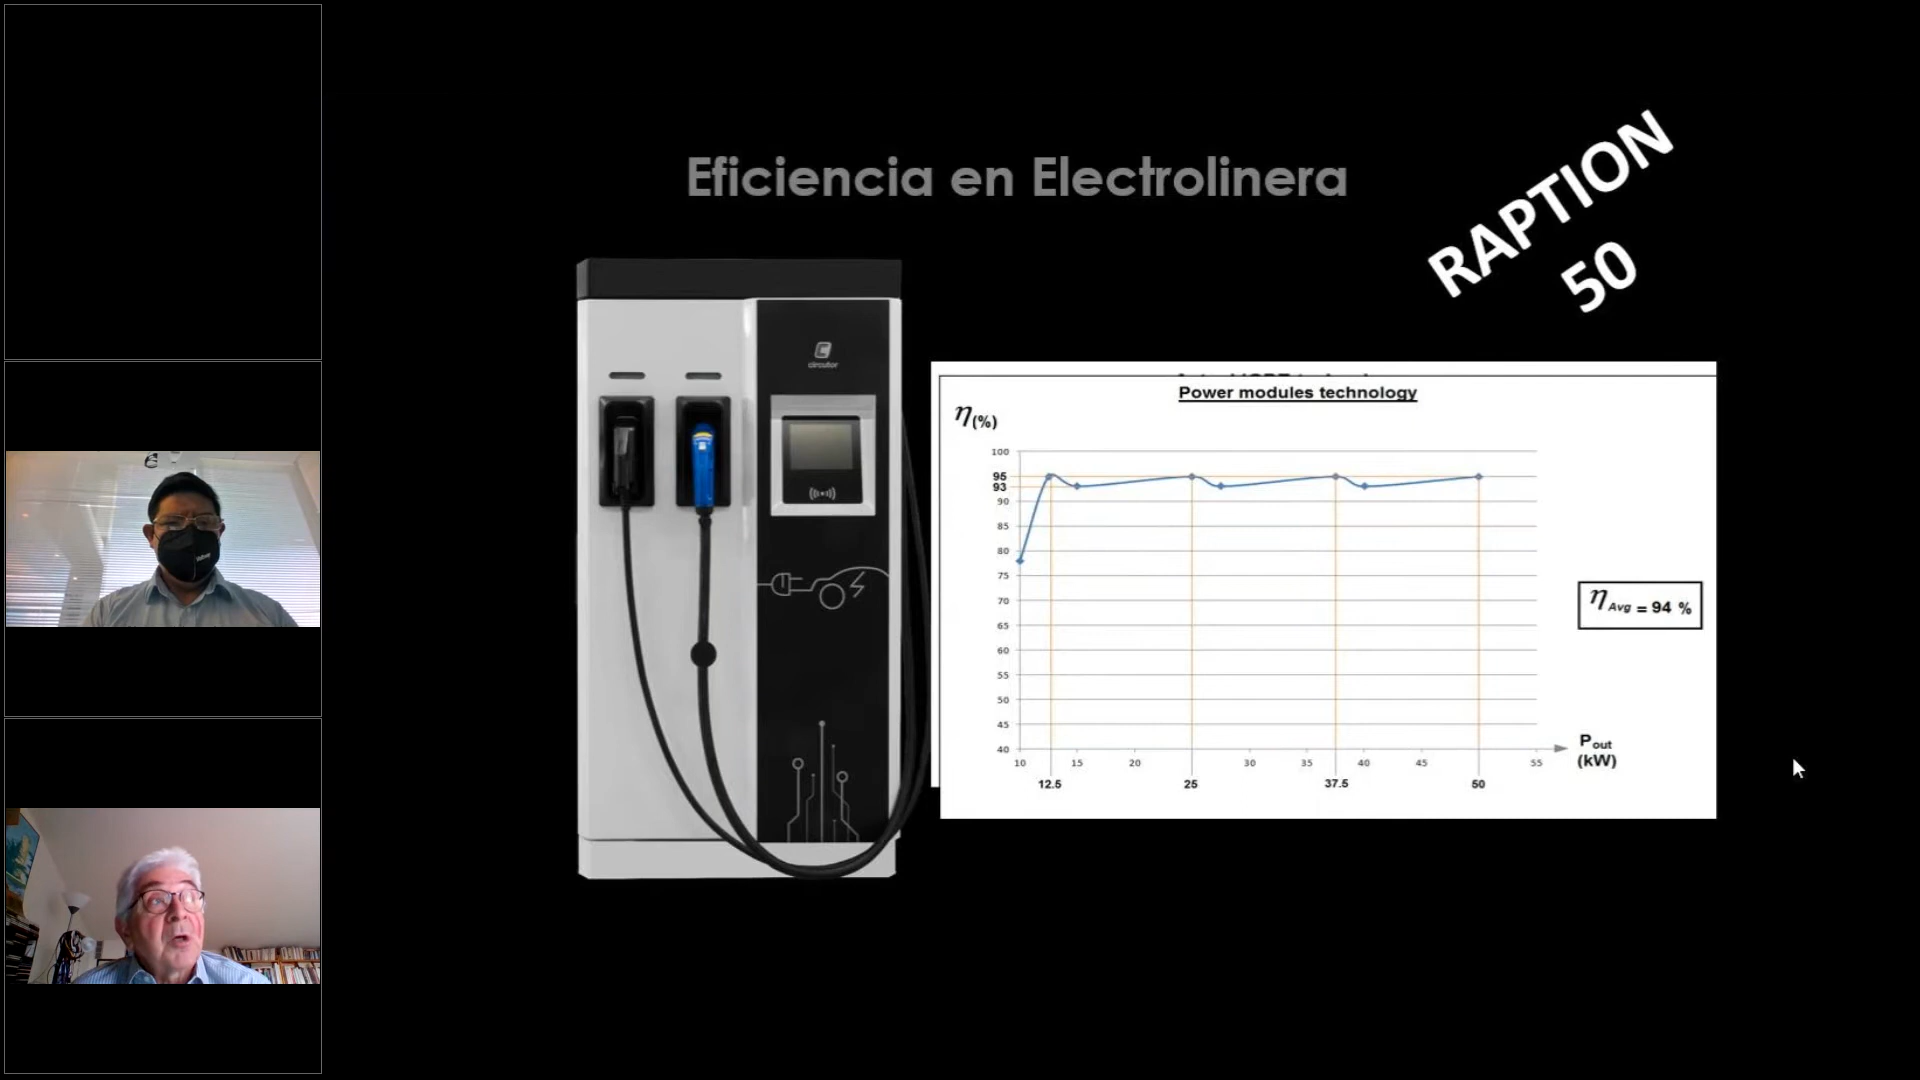 Eficiencia en Electrolinera
RAPTION
50
circutor
Power modules technology
η(%)
100
95
93
90
85
80
75
70
65
60
55
50
45
40
10 15 20 30 35 40 45 55
12.5 25 37.5 50
Pout
(kW)
ηAvg = 94 %